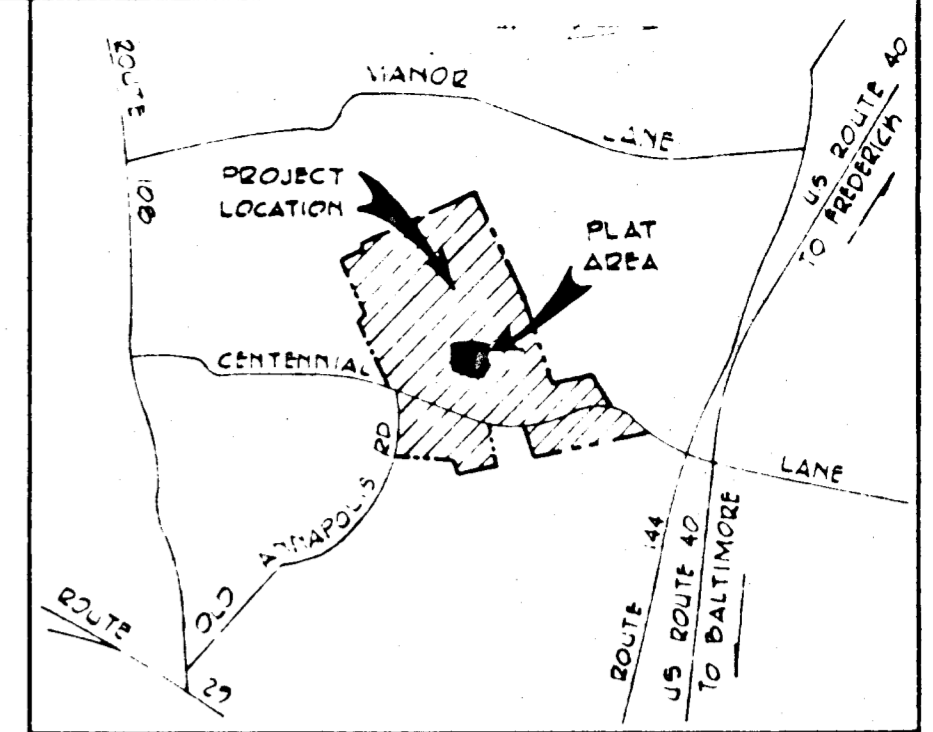 ROUTE
108
MANOR
LANE
US ROUTE 40
TO FREDERICK
PROJECT
LOCATION
PLAT
AREA
CENTENNIAL
LANE
OLD ANNAPOLIS RD
ROUTE 144
US ROUTE 40
TO BALTIMORE
ROUTE
29